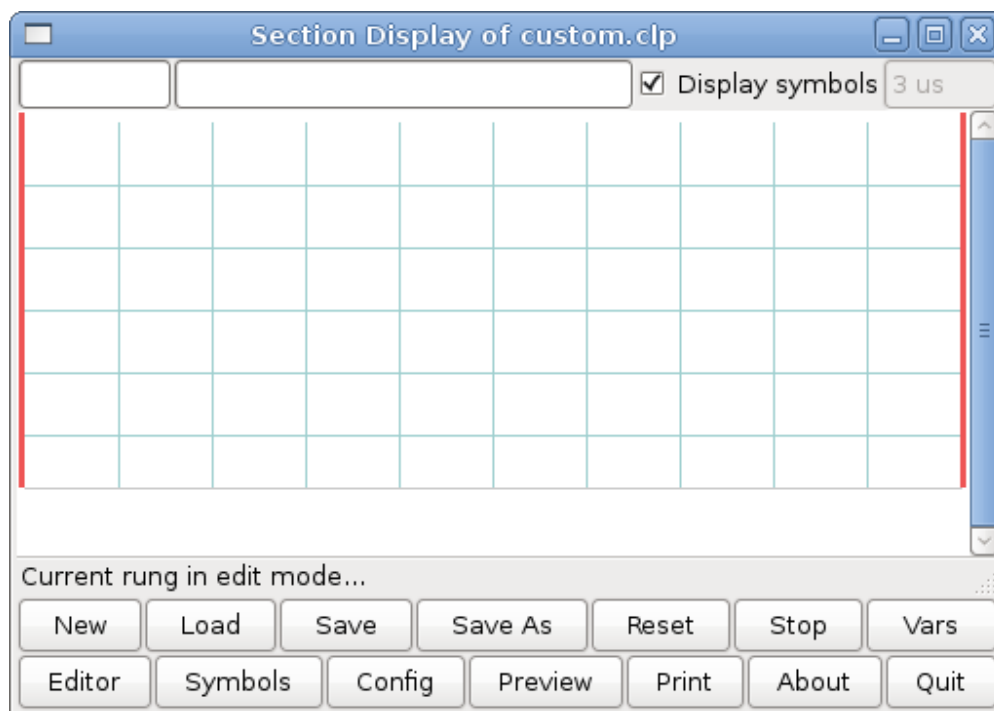 Section Display of custom.clp
Display symbols 3 us
Current rung in edit mode...
New Load Save Save As Reset Stop Vars
Editor Symbols Config Preview Print About Quit